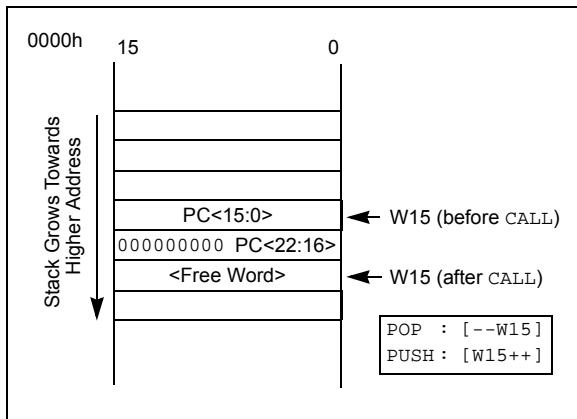 0000h
15 0
Stack Grows Towards
Higher Address
PC<15:0>
W15 (before CALL)
000000000 PC<22:16>
<Free Word>
W15 (after CALL)
POP : [--W15]
PUSH : [W15++]